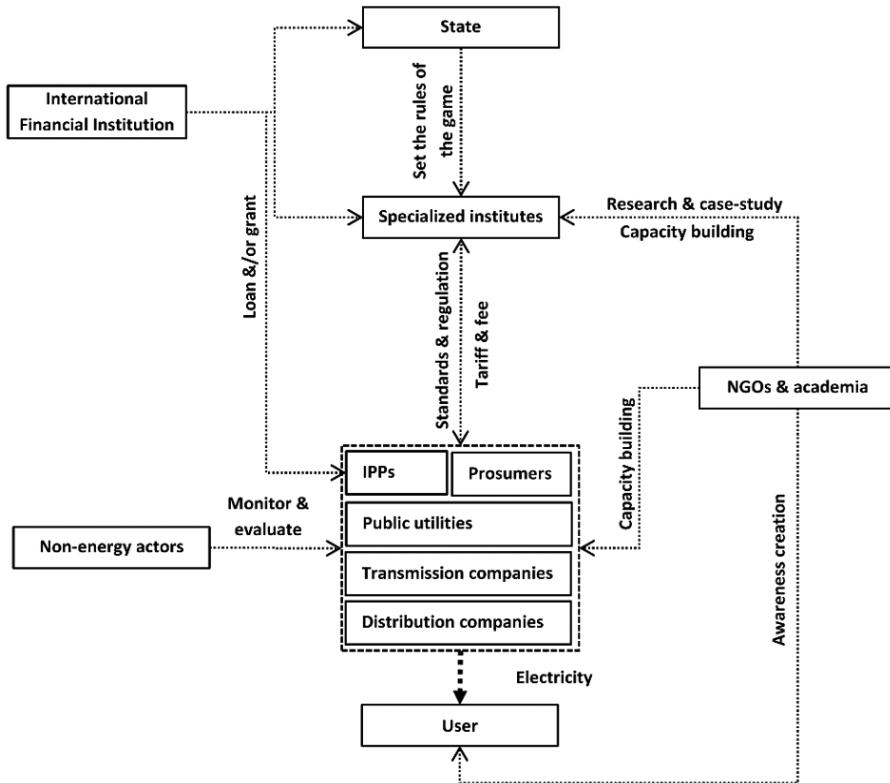 State
International
Financial Institution
Set the rules of
the game
Specialized institutes
Research & case-study
Capacity building
Loan &/or grant
Standards & regulation
Tariff & fee
NGOs & academia
IPPs
Prosumers
Capacity building
Monitor &
evaluate
Public utilities
Non-energy actors
Transmission companies
Awareness creation
Distribution companies
Electricity
User